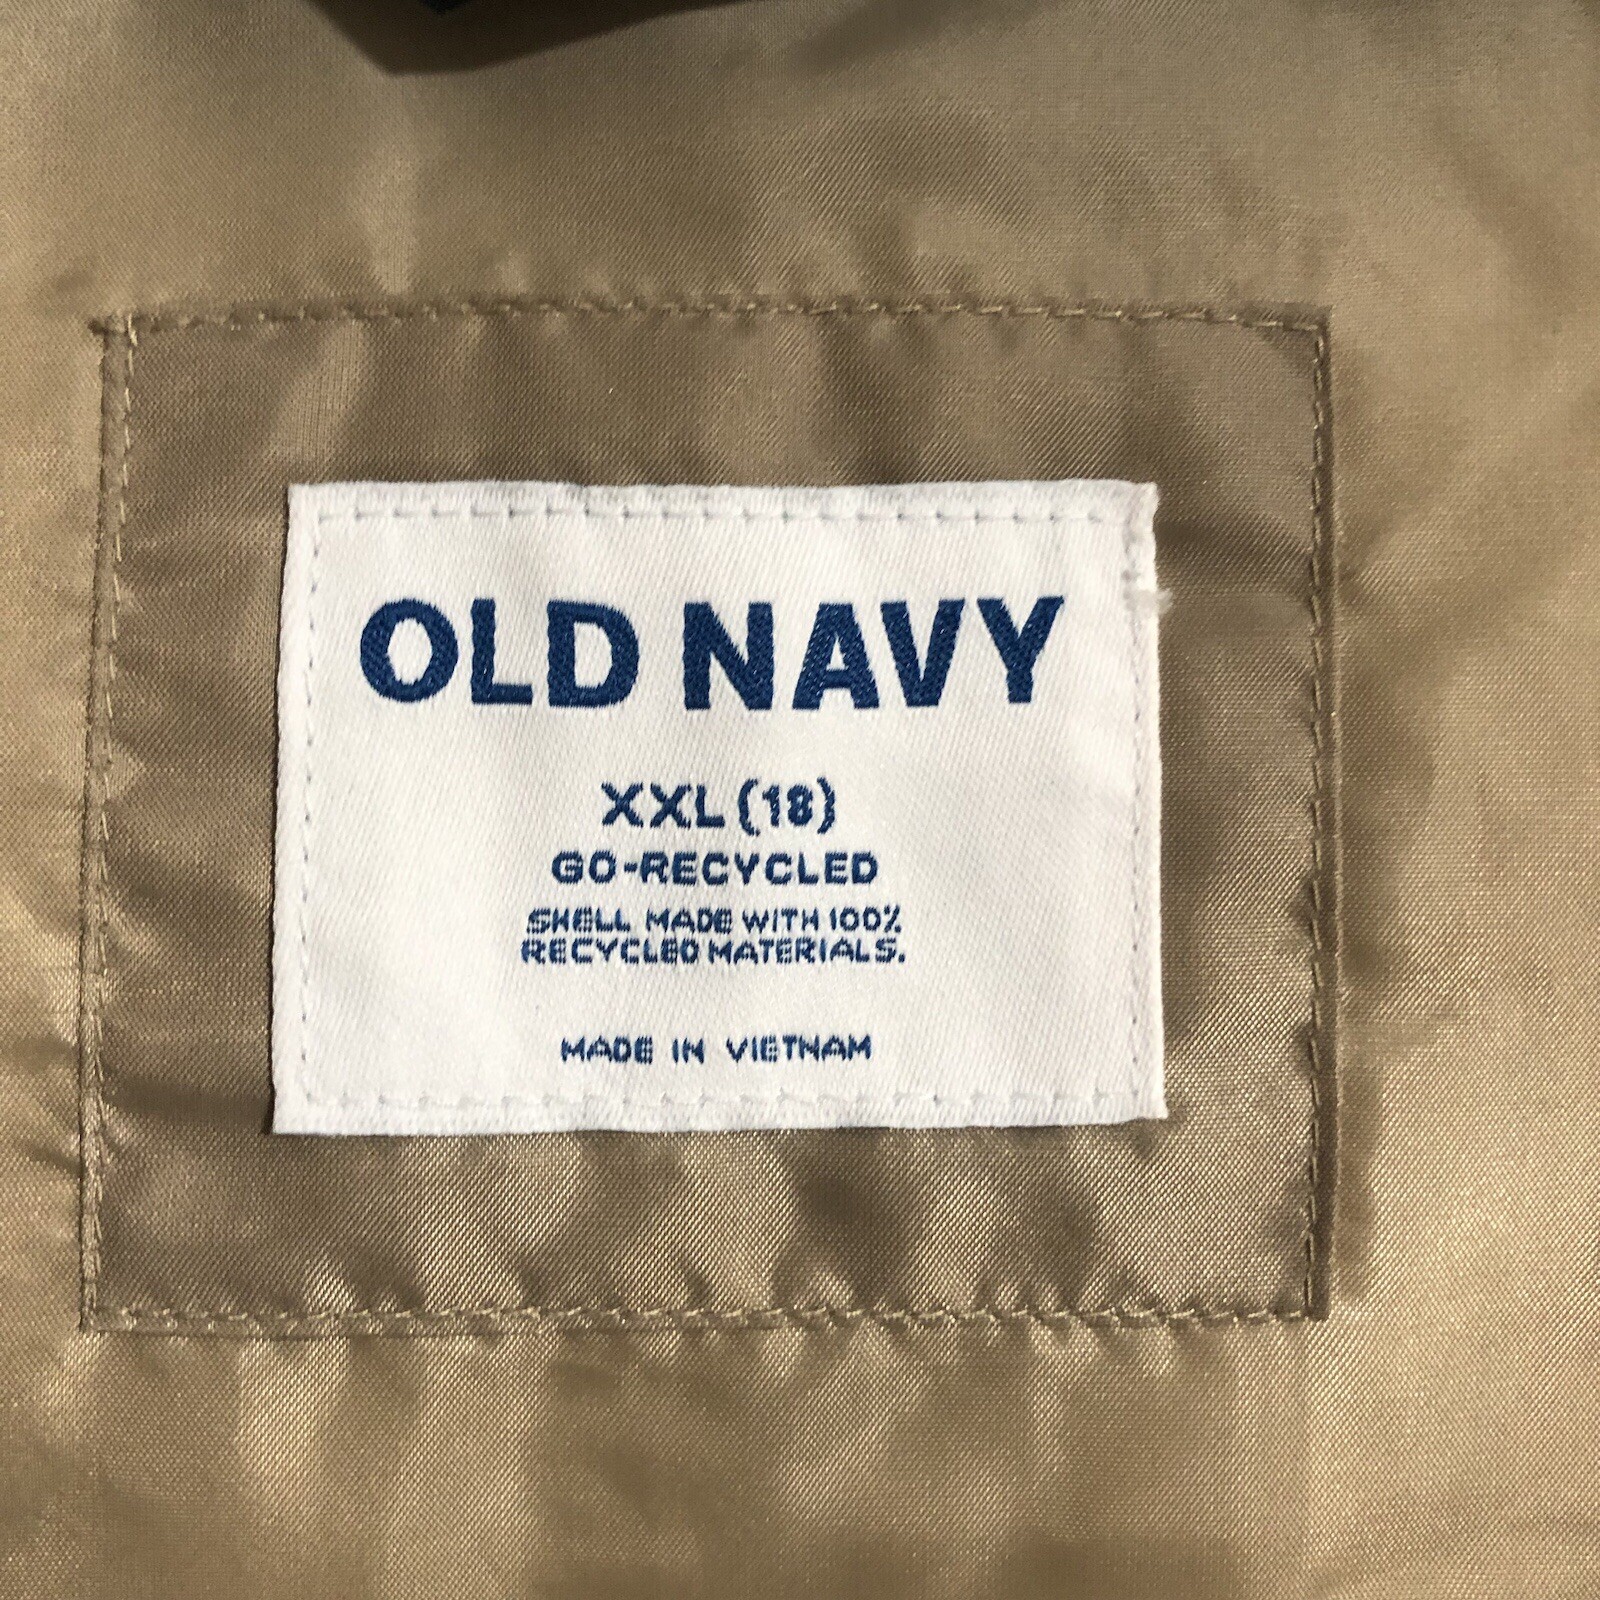 OLD NAVY
XXL (18)
GO-RECYCLED
SHELL MADE WITH 100%
RECYCLED MATERIALS.
MADE IN VIETNAM